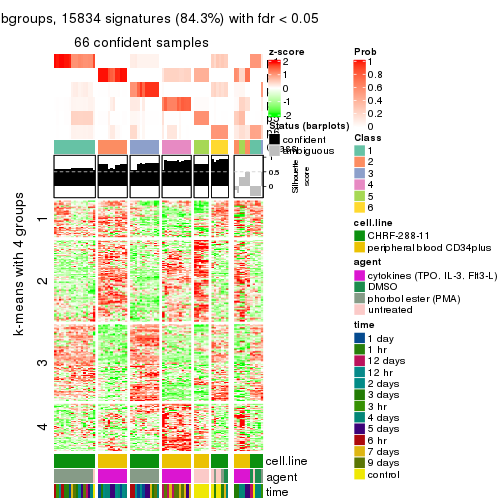 bgroups, 15834 signatures (84.3%) with fdr < 0.05
66 confident samples
z-score
2
1
0
-1
-2
Status (barplots)
confident
ambiguous
1
0.5
0
Silhouette
score
k-means with 4 groups
1
2
3
4
cell.line
agent
time
Prob
1
0.8
0.6
0.4
0.2
0
Class
1
2
3
4
5
6
cell.line
CHRF-288-11
peripheral blood CD34plus
agent
cytokines (TPO, IL-3, Flt3-L)
DMSO
phorbol ester (PMA)
untreated
time
1 day
1 hr
12 days
12 hr
2 days
3 days
3 hr
4 days
5 days
6 hr
7 days
9 days
control